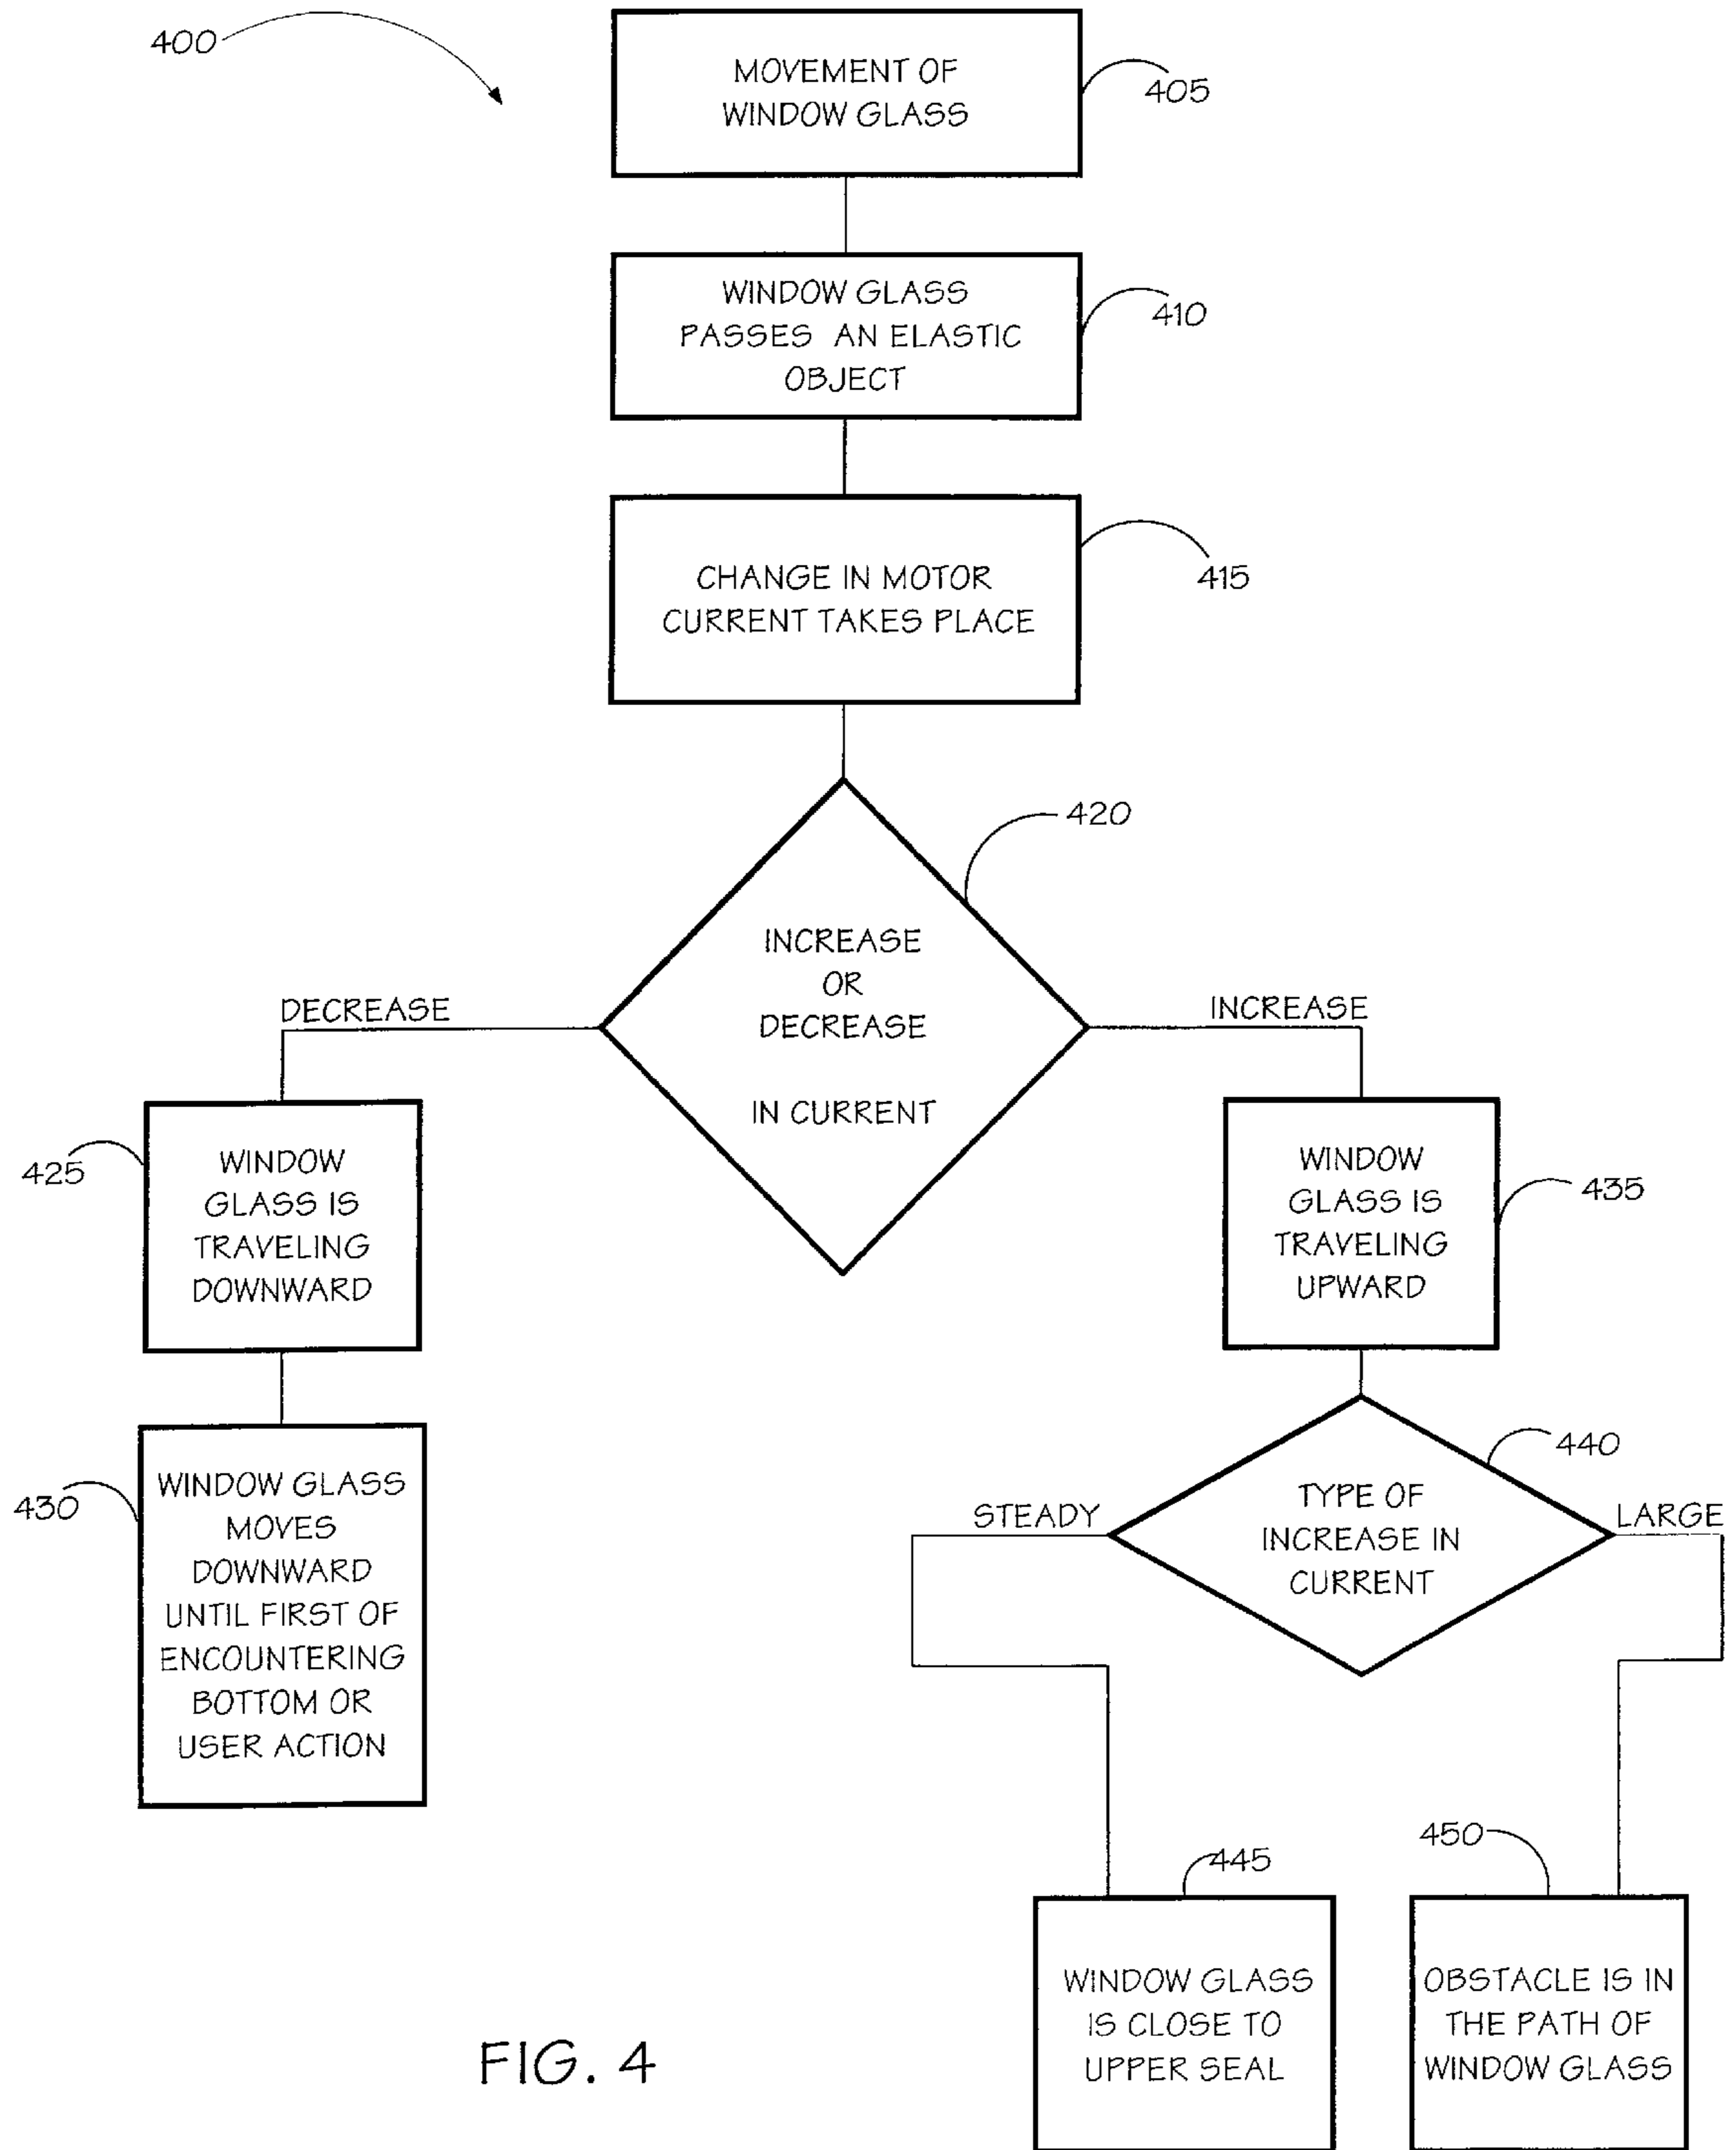 400
MOVEMENT OF
WINDOW GLASS
405
WINDOW GLASS
PASSES AN ELASTIC
OBJECT
410
CHANGE IN MOTOR
CURRENT TAKES PLACE
415
420
INCREASE
OR
DECREASE
IN CURRENT
DECREASE
INCREASE
425
WINDOW
GLASS IS
TRAVELING
DOWNWARD
WINDOW
GLASS IS
TRAVELING
UPWARD
435
430
WINDOW GLASS
MOVES
DOWNWARD
UNTIL FIRST OF
ENCOUNTERING
BOTTOM OR
USER ACTION
440
STEADY
TYPE OF
INCREASE IN
CURRENT
LARGE
445
450
WINDOW GLASS
IS CLOSE TO
UPPER SEAL
OBSTACLE IS IN
THE PATH OF
WINDOW GLASS
FIG. 4